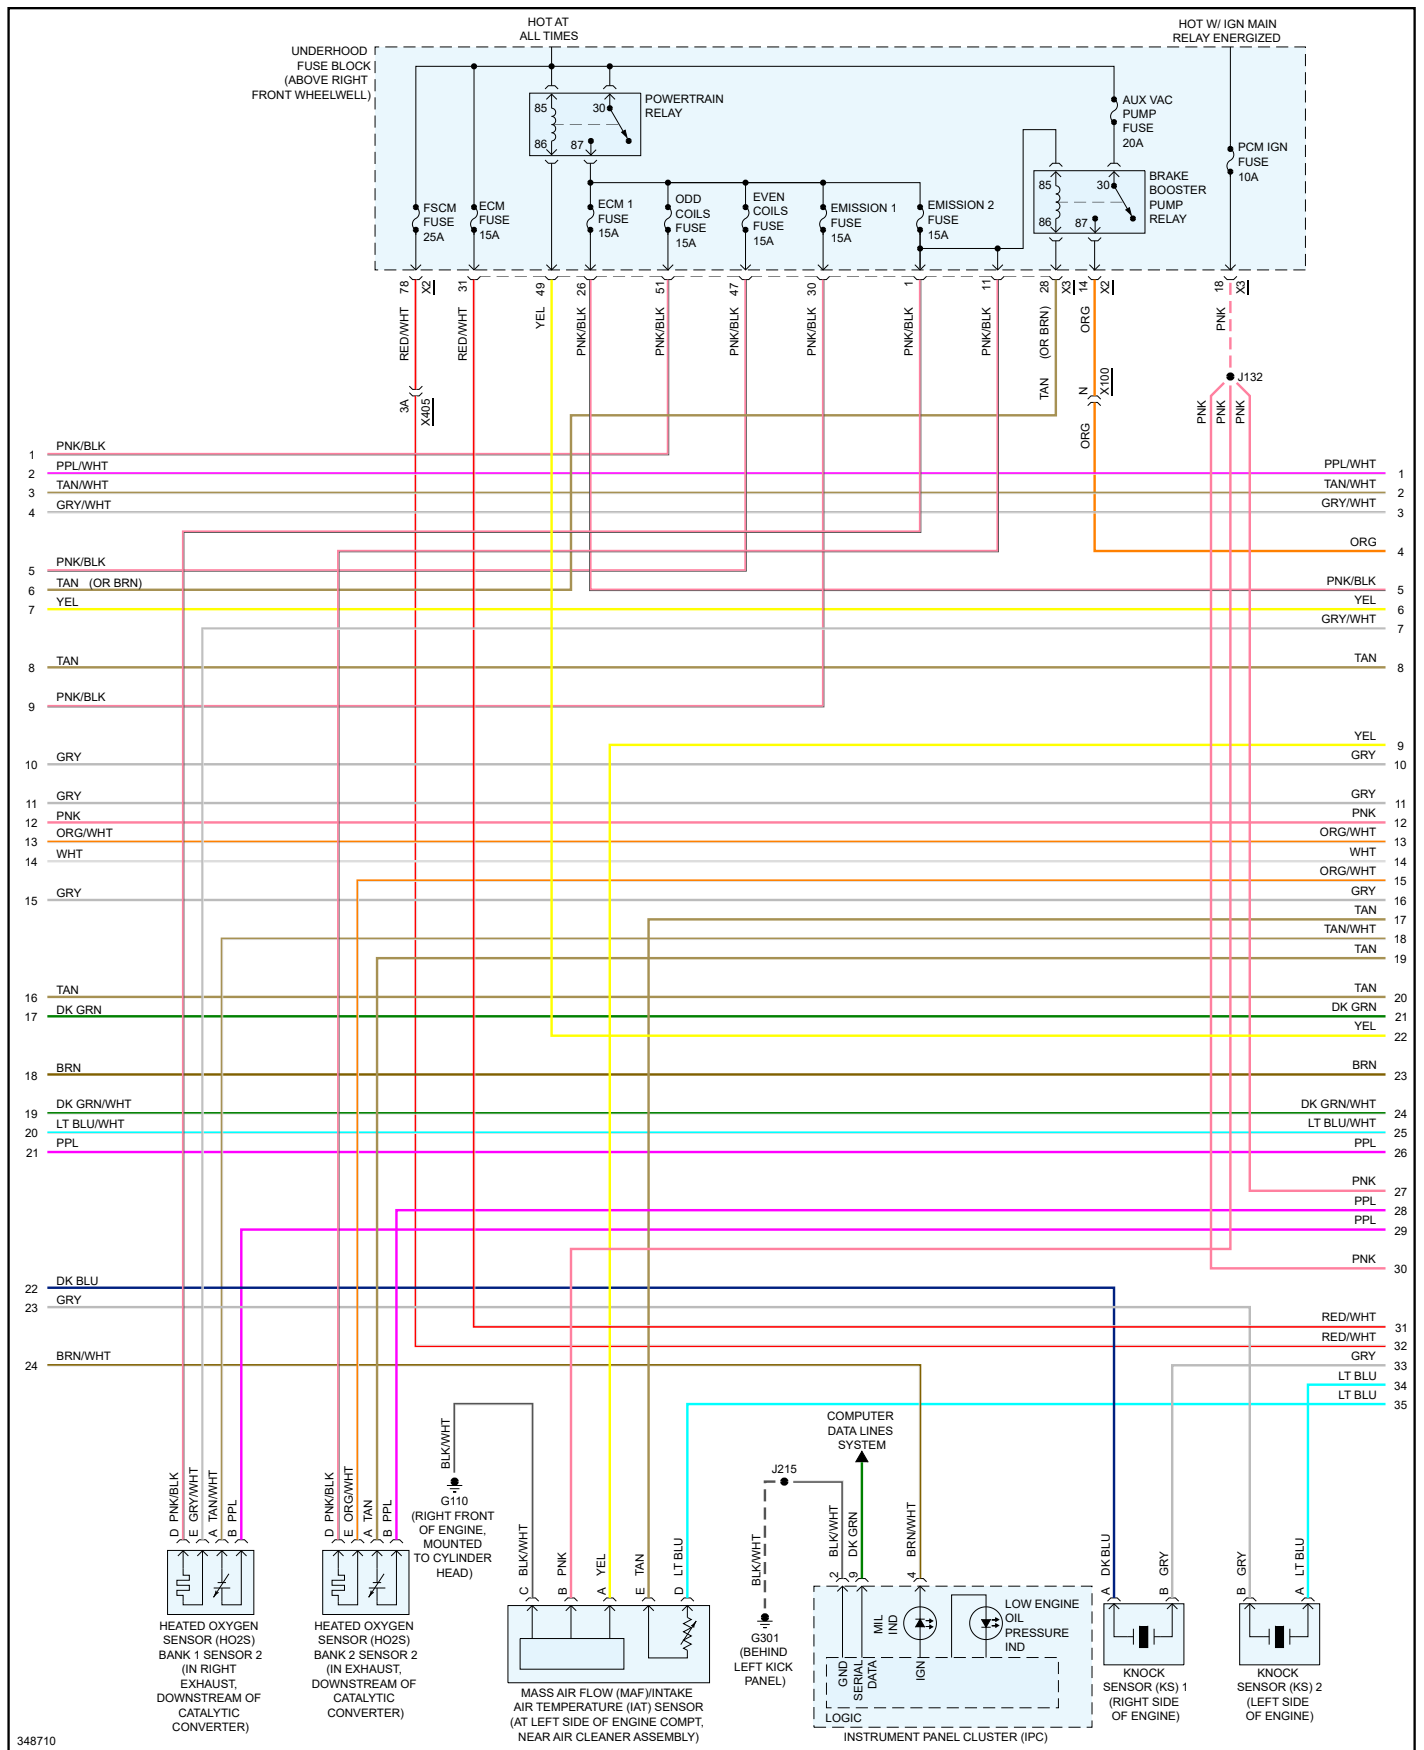 HOT AT
ALL TIMES
HOT W/ IGN MAIN
RELAY ENERGIZED
UNDERHOOD
FUSE BLOCK
(ABOVE RIGHT
FRONT WHEELWELL)
85
30
86
87
POWERTRAIN
RELAY
AUX VAC
PUMP
FUSE
20A
PCM IGN
FUSE
10A
85
30
86
87
BRAKE
BOOSTER
PUMP
RELAY
FSCM
FUSE
25A
ECM
FUSE
15A
ECM 1
FUSE
15A
ODD
COILS
FUSE
15A
EVEN
COILS
FUSE
15A
EMISSION 1
FUSE
15A
EMISSION 2
FUSE
15A
78
X2
31
49
26
51
47
30
1
11
28
X3
14
X2
18
X3
RED/WHT
RED/WHT
YEL
PNK/BLK
PNK/BLK
PNK/BLK
PNK/BLK
PNK/BLK
PNK/BLK
TAN (OR BRN)
ORG
PNK
3A
X405
N
X100
ORG
J132
PNK
PNK
PNK
1 PNK/BLK
2 PPL/WHT
PPL/WHT 1
3 TAN/WHT
TAN/WHT 2
4 GRY/WHT
GRY/WHT 3
ORG 4
5 PNK/BLK
6 TAN (OR BRN)
PNK/BLK 5
7 YEL
YEL 6
GRY/WHT 7
8 TAN
TAN 8
9 PNK/BLK
YEL 9
10 GRY
GRY 10
11 GRY
GRY 11
12 PNK
PNK 12
13 ORG/WHT
ORG/WHT 13
14 WHT
WHT 14
ORG/WHT 15
15 GRY
GRY 16
TAN 17
TAN/WHT 18
TAN 19
16 TAN
TAN 20
17 DK GRN
DK GRN 21
YEL 22
18 BRN
BRN 23
19 DK GRN/WHT
DK GRN/WHT 24
20 LT BLU/WHT
LT BLU/WHT 25
21 PPL
PPL 26
PNK 27
PPL 28
PPL 29
PNK 30
22 DK BLU
23 GRY
RED/WHT 31
RED/WHT 32
24 BRN/WHT
GRY 33
LT BLU 34
LT BLU 35
D PNK/BLK
E GRY/WHT
A TAN/WHT
B PPL
HEATED OXYGEN
SENSOR (HO2S)
BANK 1 SENSOR 2
(IN RIGHT
EXHAUST,
DOWNSTREAM OF
CATALYTIC
CONVERTER)
D PNK/BLK
E ORG/WHT
A TAN
B PPL
HEATED OXYGEN
SENSOR (HO2S)
BANK 2 SENSOR 2
(IN EXHAUST,
DOWNSTREAM OF
CATALYTIC
CONVERTER)
BLK/WHT
G110
(RIGHT FRONT
OF ENGINE,
MOUNTED
TO CYLINDER
HEAD)
C BLK/WHT
B PNK
A YEL
E TAN
D LT BLU
MASS AIR FLOW (MAF)/INTAKE
AIR TEMPERATURE (IAT) SENSOR
(AT LEFT SIDE OF ENGINE COMPT,
NEAR AIR CLEANER ASSEMBLY)
J215
BLK/WHT
G301
(BEHIND
LEFT KICK
PANEL)
COMPUTER
DATA LINES
SYSTEM
2 BLK/WHT
9 DK GRN
4 BRN/WHT
MIL
IND
LOW ENGINE
OIL
PRESSURE
IND
GND
SERIAL
DATA
IGN
LOGIC
INSTRUMENT PANEL CLUSTER (IPC)
A DK BLU
B GRY
KNOCK
SENSOR (KS) 1
(RIGHT SIDE
OF ENGINE)
B GRY
A LT BLU
KNOCK
SENSOR (KS) 2
(LEFT SIDE
OF ENGINE)
348710